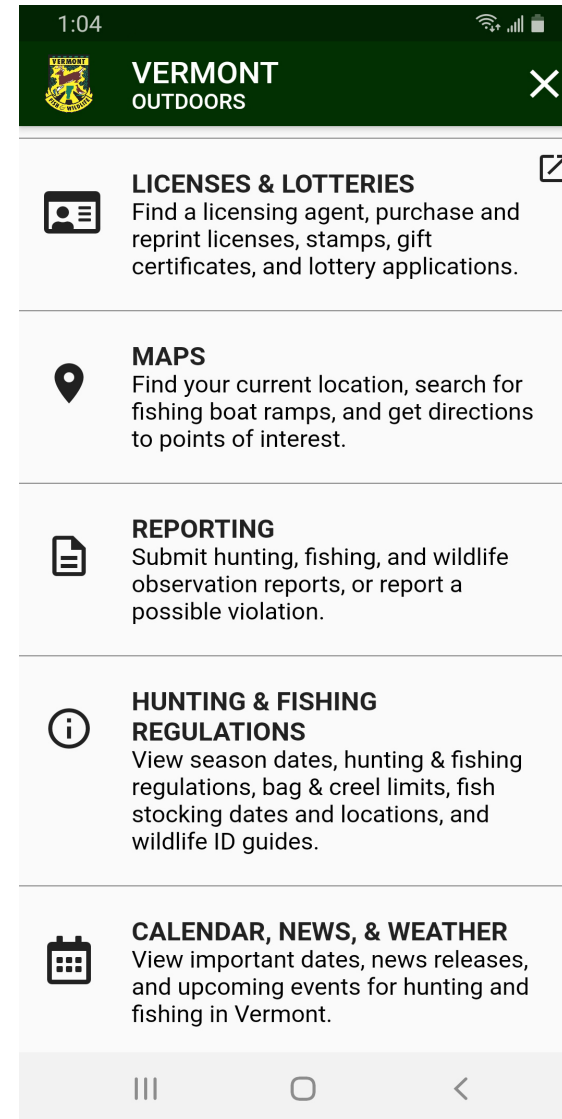 1:04
VERMONT
VERMONT
OUTDOORS
LICENSES & LOTTERIES
Find a licensing agent, purchase and
reprint licenses, stamps, gift
certificates, and lottery applications.
MAPS
Find your current location, search for
fishing boat ramps, and get directions
to points of interest.
REPORTING
Submit hunting, fishing, and wildlife
observation reports, or report a
possible violation.
HUNTING & FISHING
REGULATIONS
View season dates, hunting & fishing
regulations, bag & creel limits, fish
stocking dates and locations, and
wildlife ID guides.
CALENDAR, NEWS, & WEATHER
View important dates, news releases,
and upcoming events for hunting and
fishing in Vermont.